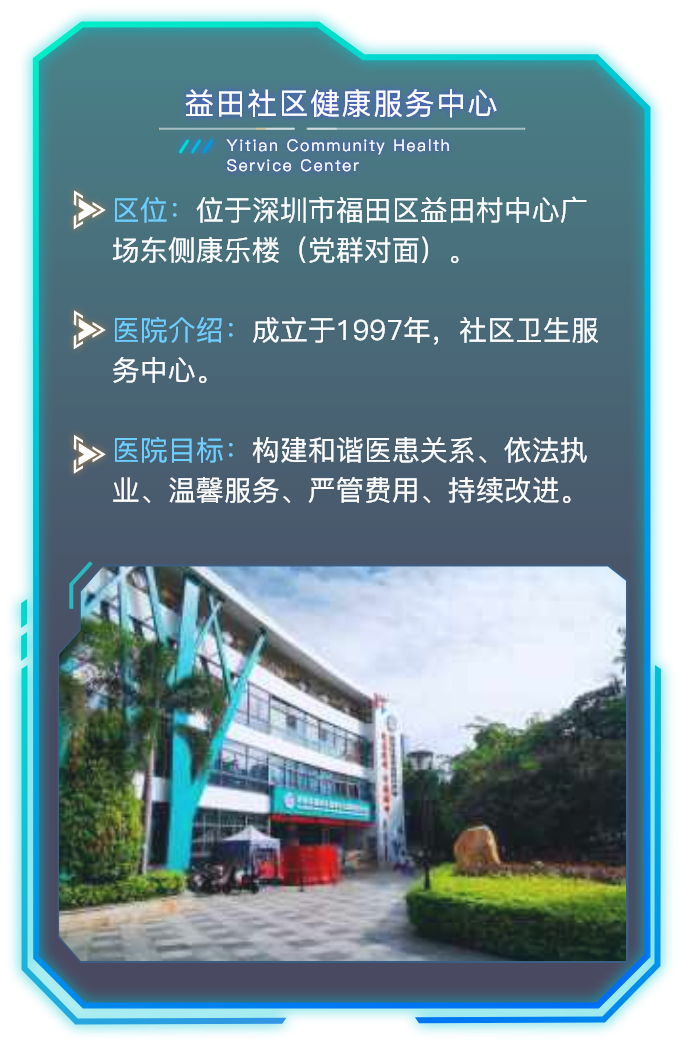 益田社区健康服务中心
Yitian Community Health
Service Center
区位：位于深圳市福田区益田村中心广
场东侧康乐楼（党群对面）。
医院介绍：成立于1997年，社区卫生服
务中心。
医院目标：构建和谐医患关系、依法执
业、温馨服务、严管费用、持续改进。